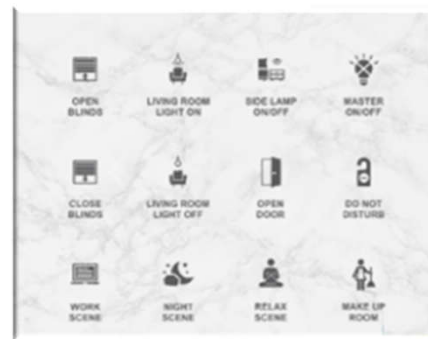 OPEN
BLINDS
LIVING ROOM
LIGHT ON
SIDE LAMP
ON/OFF
MASTER
ON/OFF
CLOSE
BLINDS
LIVING ROOM
LIGHT OFF
OPEN
DOOR
DO NOT
DISTURB
WORK
SCENE
NIGHT
SCENE
RELAX
SCENE
MAKE UP
ROOM